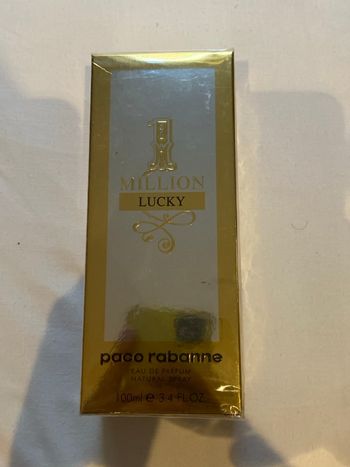 1
MILLION
LUCKY
paco rabanne
EAU DE PARFUM
NATURAL SPRAY
100ml e 3.4 FL.OZ.